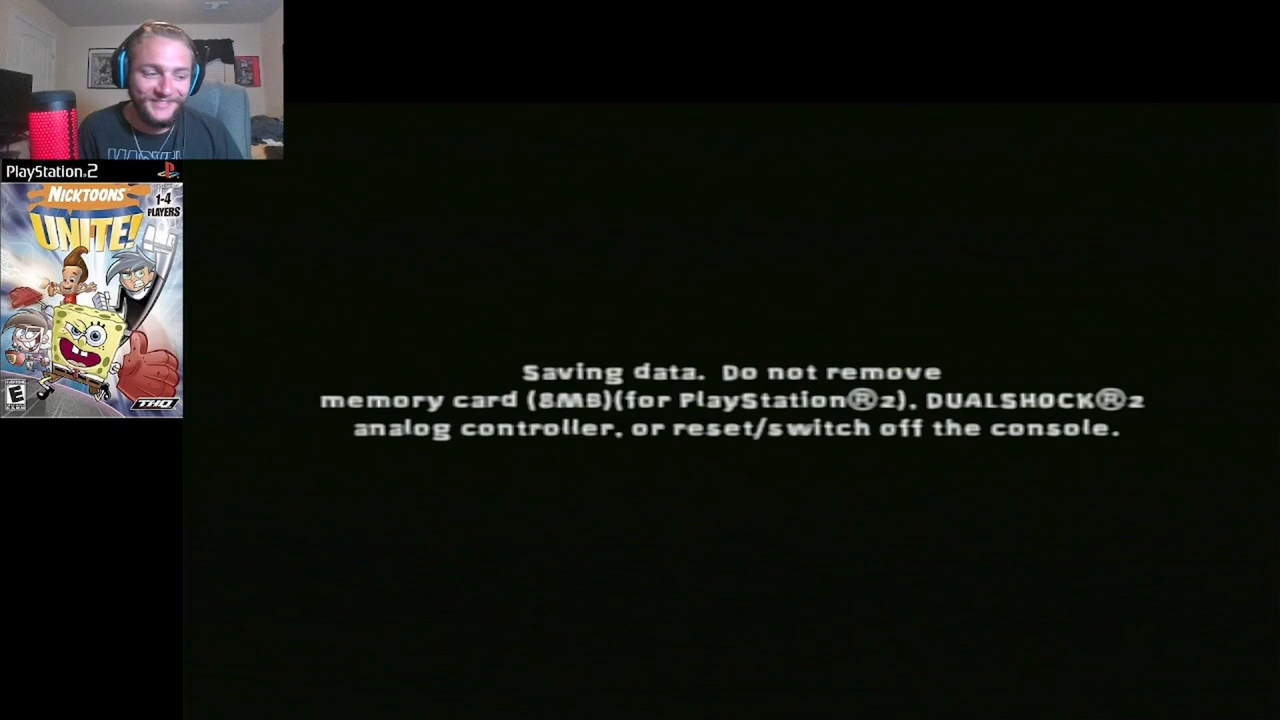 PlayStation®2
NICKTOONS
UNITE!
1-4
PLAYERS
E
THQ
MARVEL
Saving data. Do not remove
memory card (8MB)(for PlayStation®2), DUALSHOCK®2
analog controller, or reset/switch off the console.